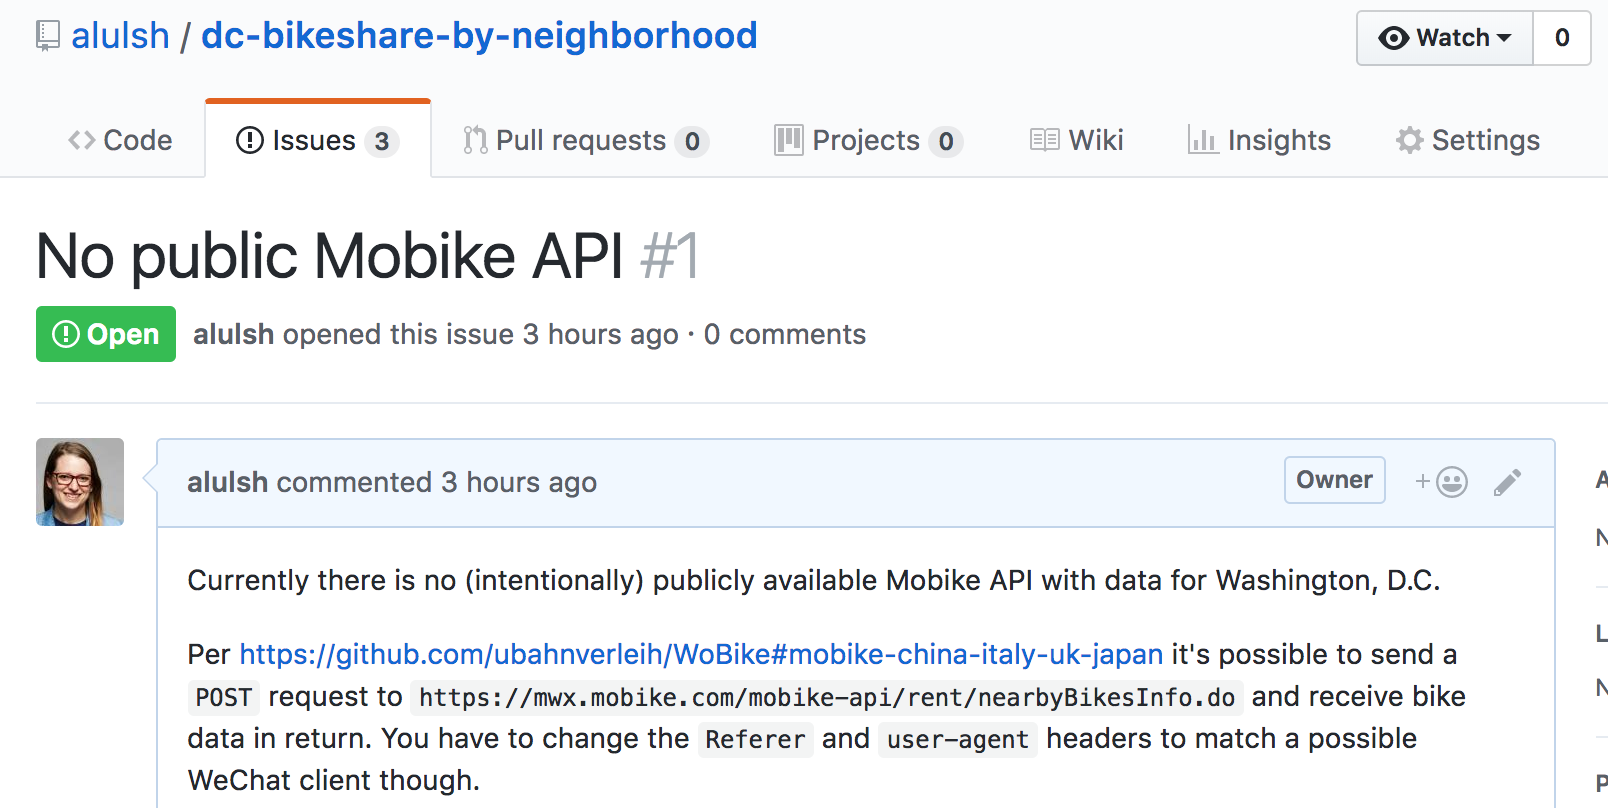 alulsh / dc-bikeshare-by-neighborhood
Watch 0
Code Issues 3 Pull requests 0 Projects 0 Wiki Insights Settings
No public Mobike API #1
Open alulsh opened this issue 3 hours ago · 0 comments
alulsh commented 3 hours ago Owner +
Currently there is no (intentionally) publicly available Mobike API with data for Washington, D.C.
Per https://github.com/ubahnverleih/WoBike#mobike-china-italy-uk-japan it's possible to send a
POST request to https://mwx.mobike.com/mobike-api/rent/nearbyBikesInfo.do and receive bike
data in return. You have to change the Referer and user-agent headers to match a possible
WeChat client though.